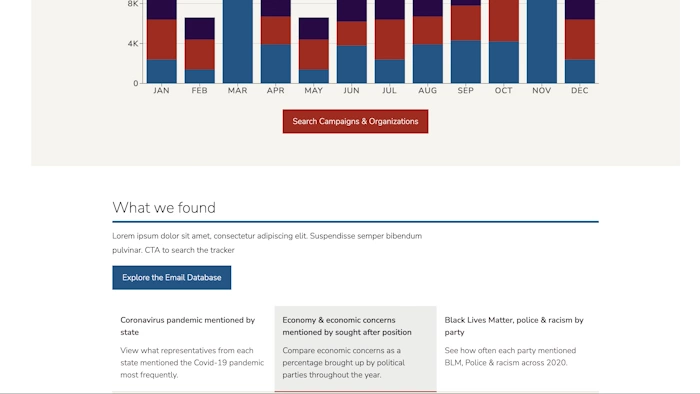 8K
4K
0
JAN FEB MAR APR MAY JUN JUL AUG SEP OCT NOV DEC
Search Campaigns & Organizations
What we found
Lorem ipsum dolor sit amet, consectetur adipiscing elit. Suspendisse semper bibendum
pulvinar. CTA to search the tracker
Explore the Email Database
Coronavirus pandemic mentioned by
state
View what representatives from each
state mentioned the Covid-19 pandemic
most frequently.
Economy & economic concerns
mentioned by sought after position
Compare economic concerns as a
percentage brought up by political
parties throughout the year.
Black Lives Matter, police & racism by
party
See how often each party mentioned
BLM, Police & racism across 2020.